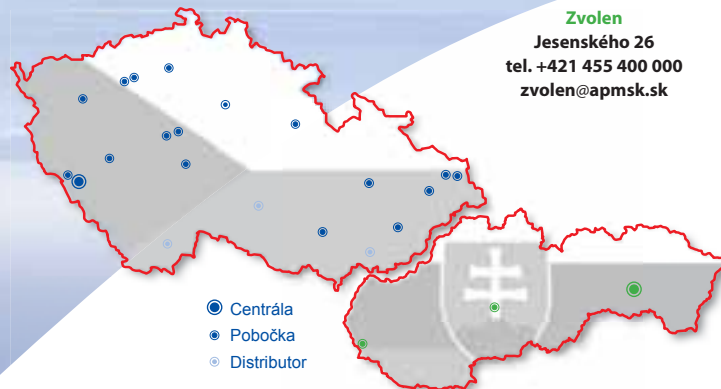 Zvolen
Jesenského 26
tel. +421 455 400 000
zvolen@apmsk.sk
Centrála
Pobočka
Distributor